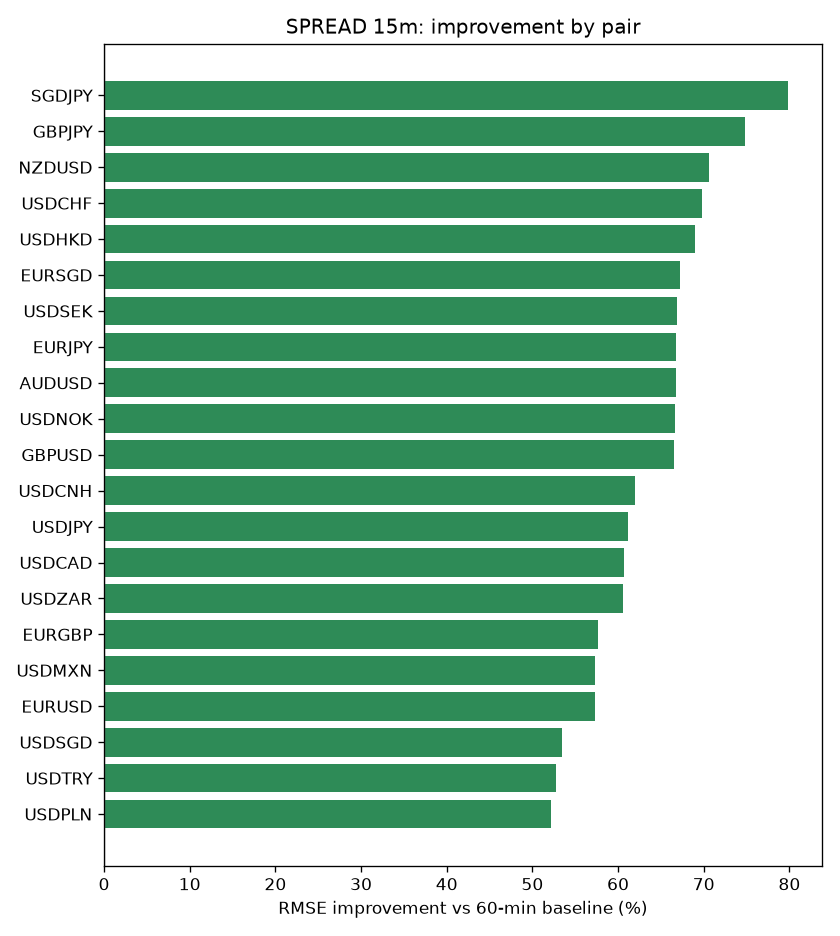 SPREAD 15m: improvement by pair
SGDJPY
GBPJPY
NZDUSD
USDCHF
USDHKD
EURSGD
USDSEK
EURJPY
AUDUSD
USDNOK
GBPUSD
USDCNH
USDJPY
USDCAD
USDZAR
EURGBP
USDMXN
EURUSD
USDSGD
USDTRY
USDPLN
0 10 20 30 40 50 60 70 80
RMSE improvement vs 60-min baseline (%)